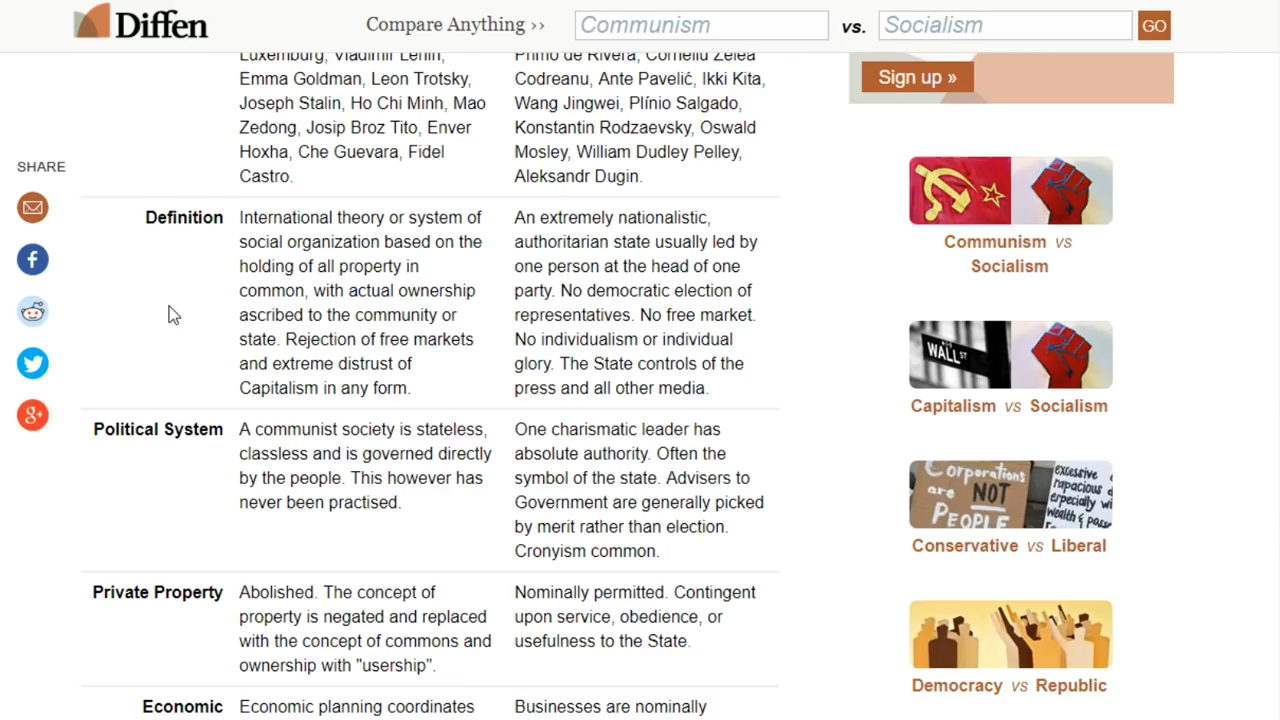 Diffen
Compare Anything ››
Communism
vs.
Socialism
GO
Luxemburg, Vladimir Lenin,
Emma Goldman, Leon Trotsky,
Joseph Stalin, Ho Chi Minh, Mao
Zedong, Josip Broz Tito, Enver
Hoxha, Che Guevara, Fidel
Castro.
Primo de Rivera, Corneliu Zelea
Codreanu, Ante Pavelić, Ikki Kita,
Wang Jingwei, Plínio Salgado,
Konstantin Rodzaevsky, Oswald
Mosley, William Dudley Pelley,
Aleksandr Dugin.
Definition
International theory or system of
social organization based on the
holding of all property in
common, with actual ownership
ascribed to the community or
state. Rejection of free markets
and extreme distrust of
Capitalism in any form.
An extremely nationalistic,
authoritarian state usually led by
one person at the head of one
party. No democratic election of
representatives. No free market.
No individualism or individual
glory. The State controls of the
press and all other media.
Political System
A communist society is stateless,
classless and is governed directly
by the people. This however has
never been practised.
One charismatic leader has
absolute authority. Often the
symbol of the state. Advisers to
Government are generally picked
by merit rather than election.
Cronyism common.
Private Property
Abolished. The concept of
property is negated and replaced
with the concept of commons and
ownership with "usership".
Nominally permitted. Contingent
upon service, obedience, or
usefulness to the State.
Economic
Economic planning coordinates
Businesses are nominally
SHARE
f
g+
Sign up »
Communism vs
Socialism
WALL ST
Capitalism vs Socialism
Corporations
are NOT
PEOPLE
excessive
rapacious
especially
wealth
Conservative vs Liberal
Democracy vs Republic